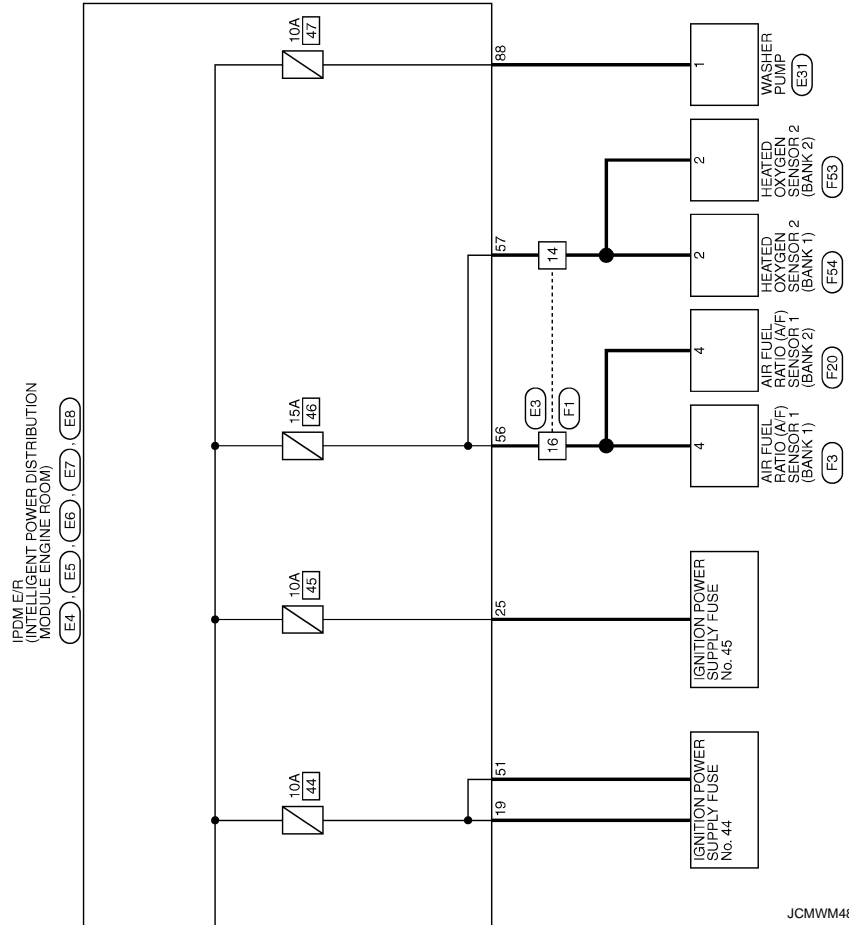 IPDM E/R
(INTELLIGENT POWER DISTRIBUTION
MODULE ENGINE ROOM)
E4 , E5 , E6 , E7 , E8
10A
44
10A
45
15A
46
10A
47
19
51
25
56
57
88
16
14
E3
F1
IGNITION POWER
SUPPLY FUSE
No. 44
IGNITION POWER
SUPPLY FUSE
No. 45
4
AIR FUEL
RATIO (A/F)
SENSOR 1
(BANK 1)
F3
4
AIR FUEL
RATIO (A/F)
SENSOR 1
(BANK 2)
F20
2
HEATED
OXYGEN
SENSOR 2
(BANK 1)
F54
2
HEATED
OXYGEN
SENSOR 2
(BANK 2)
F53
1
WASHER
PUMP
E31
JCMWM48